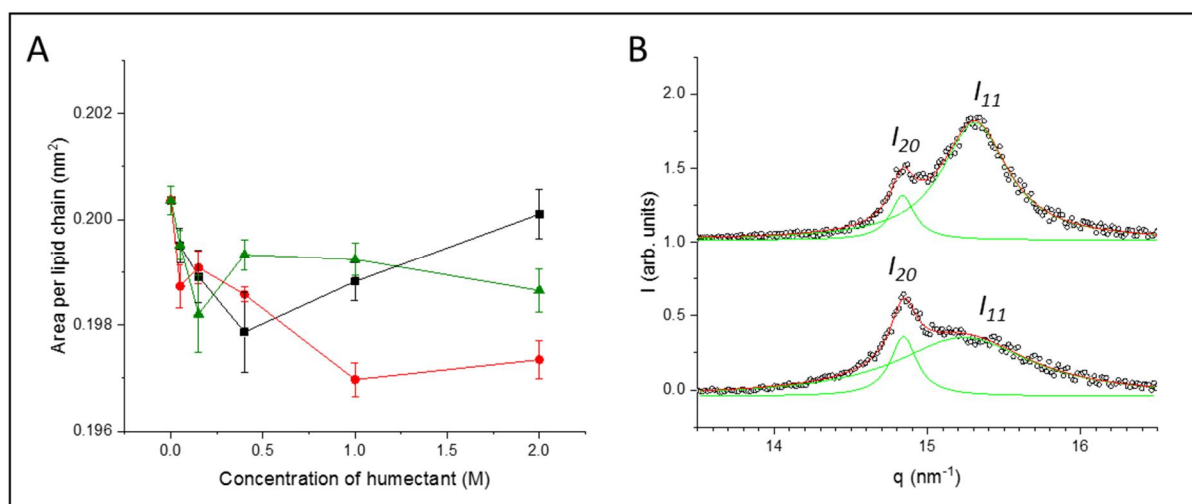 A
Area per lipid chain (nm²)
0.202
0.200
0.198
0.196
0.0
0.5
1.0
1.5
2.0
Concentration of humectant (M)
B
I (arb. units)
2.0
1.5
1.0
0.5
0.0
I₂₀
I₁₁
I₂₀
I₁₁
14
15
16
q (nm⁻¹)